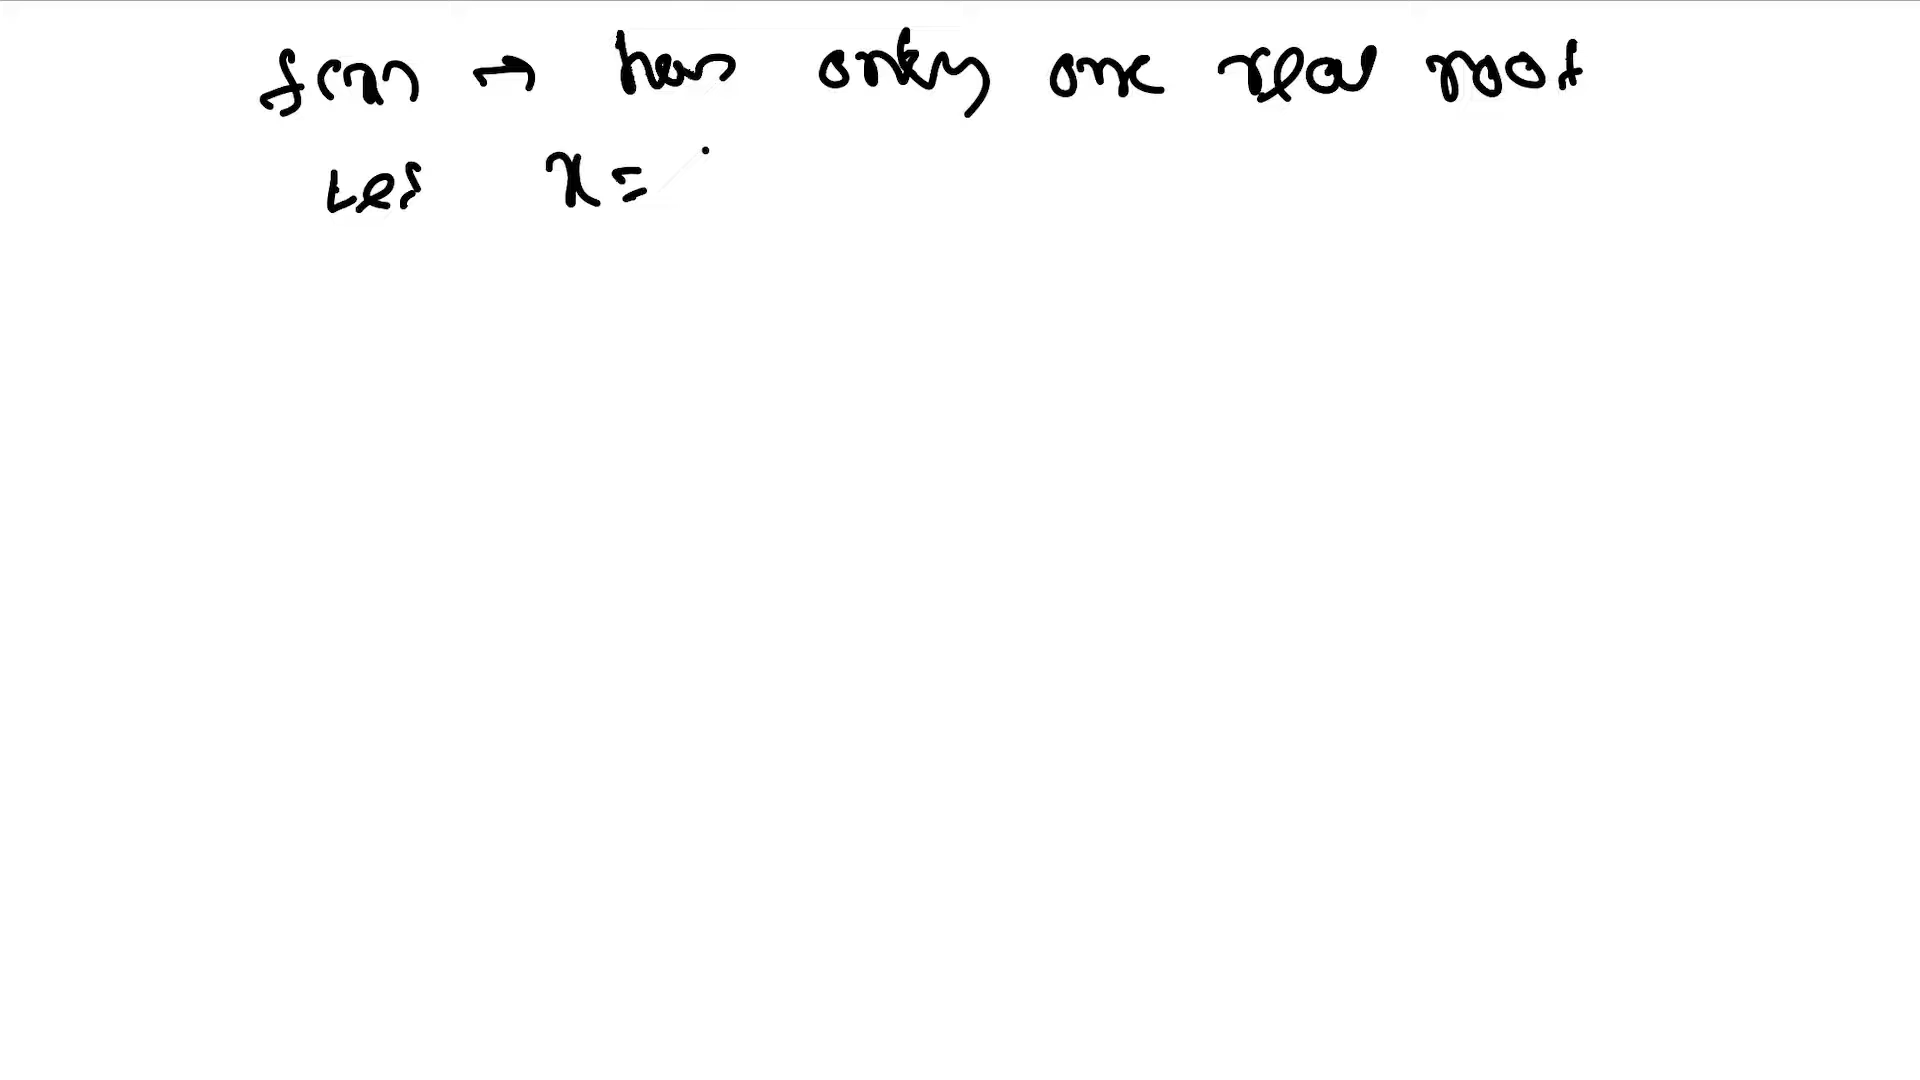 f(x) → has only one real root
Let x =